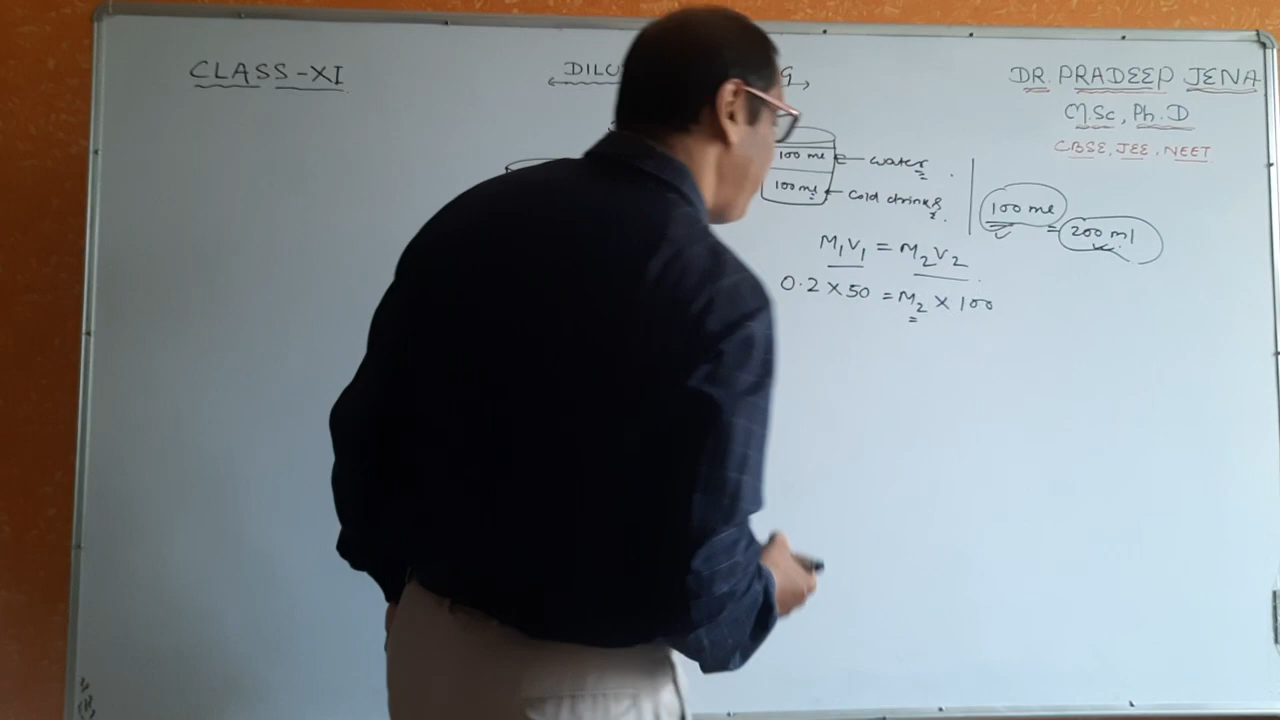 CLASS-XI
DR. PRADEEP JENA
M.Sc, Ph.D
CBSE, JEE, NEET
100 ml
water
100 ml
cold drinks
100 ml = 200 ml
M₁V₁ = M₂V₂
0.2 × 50 = M₂ × 100